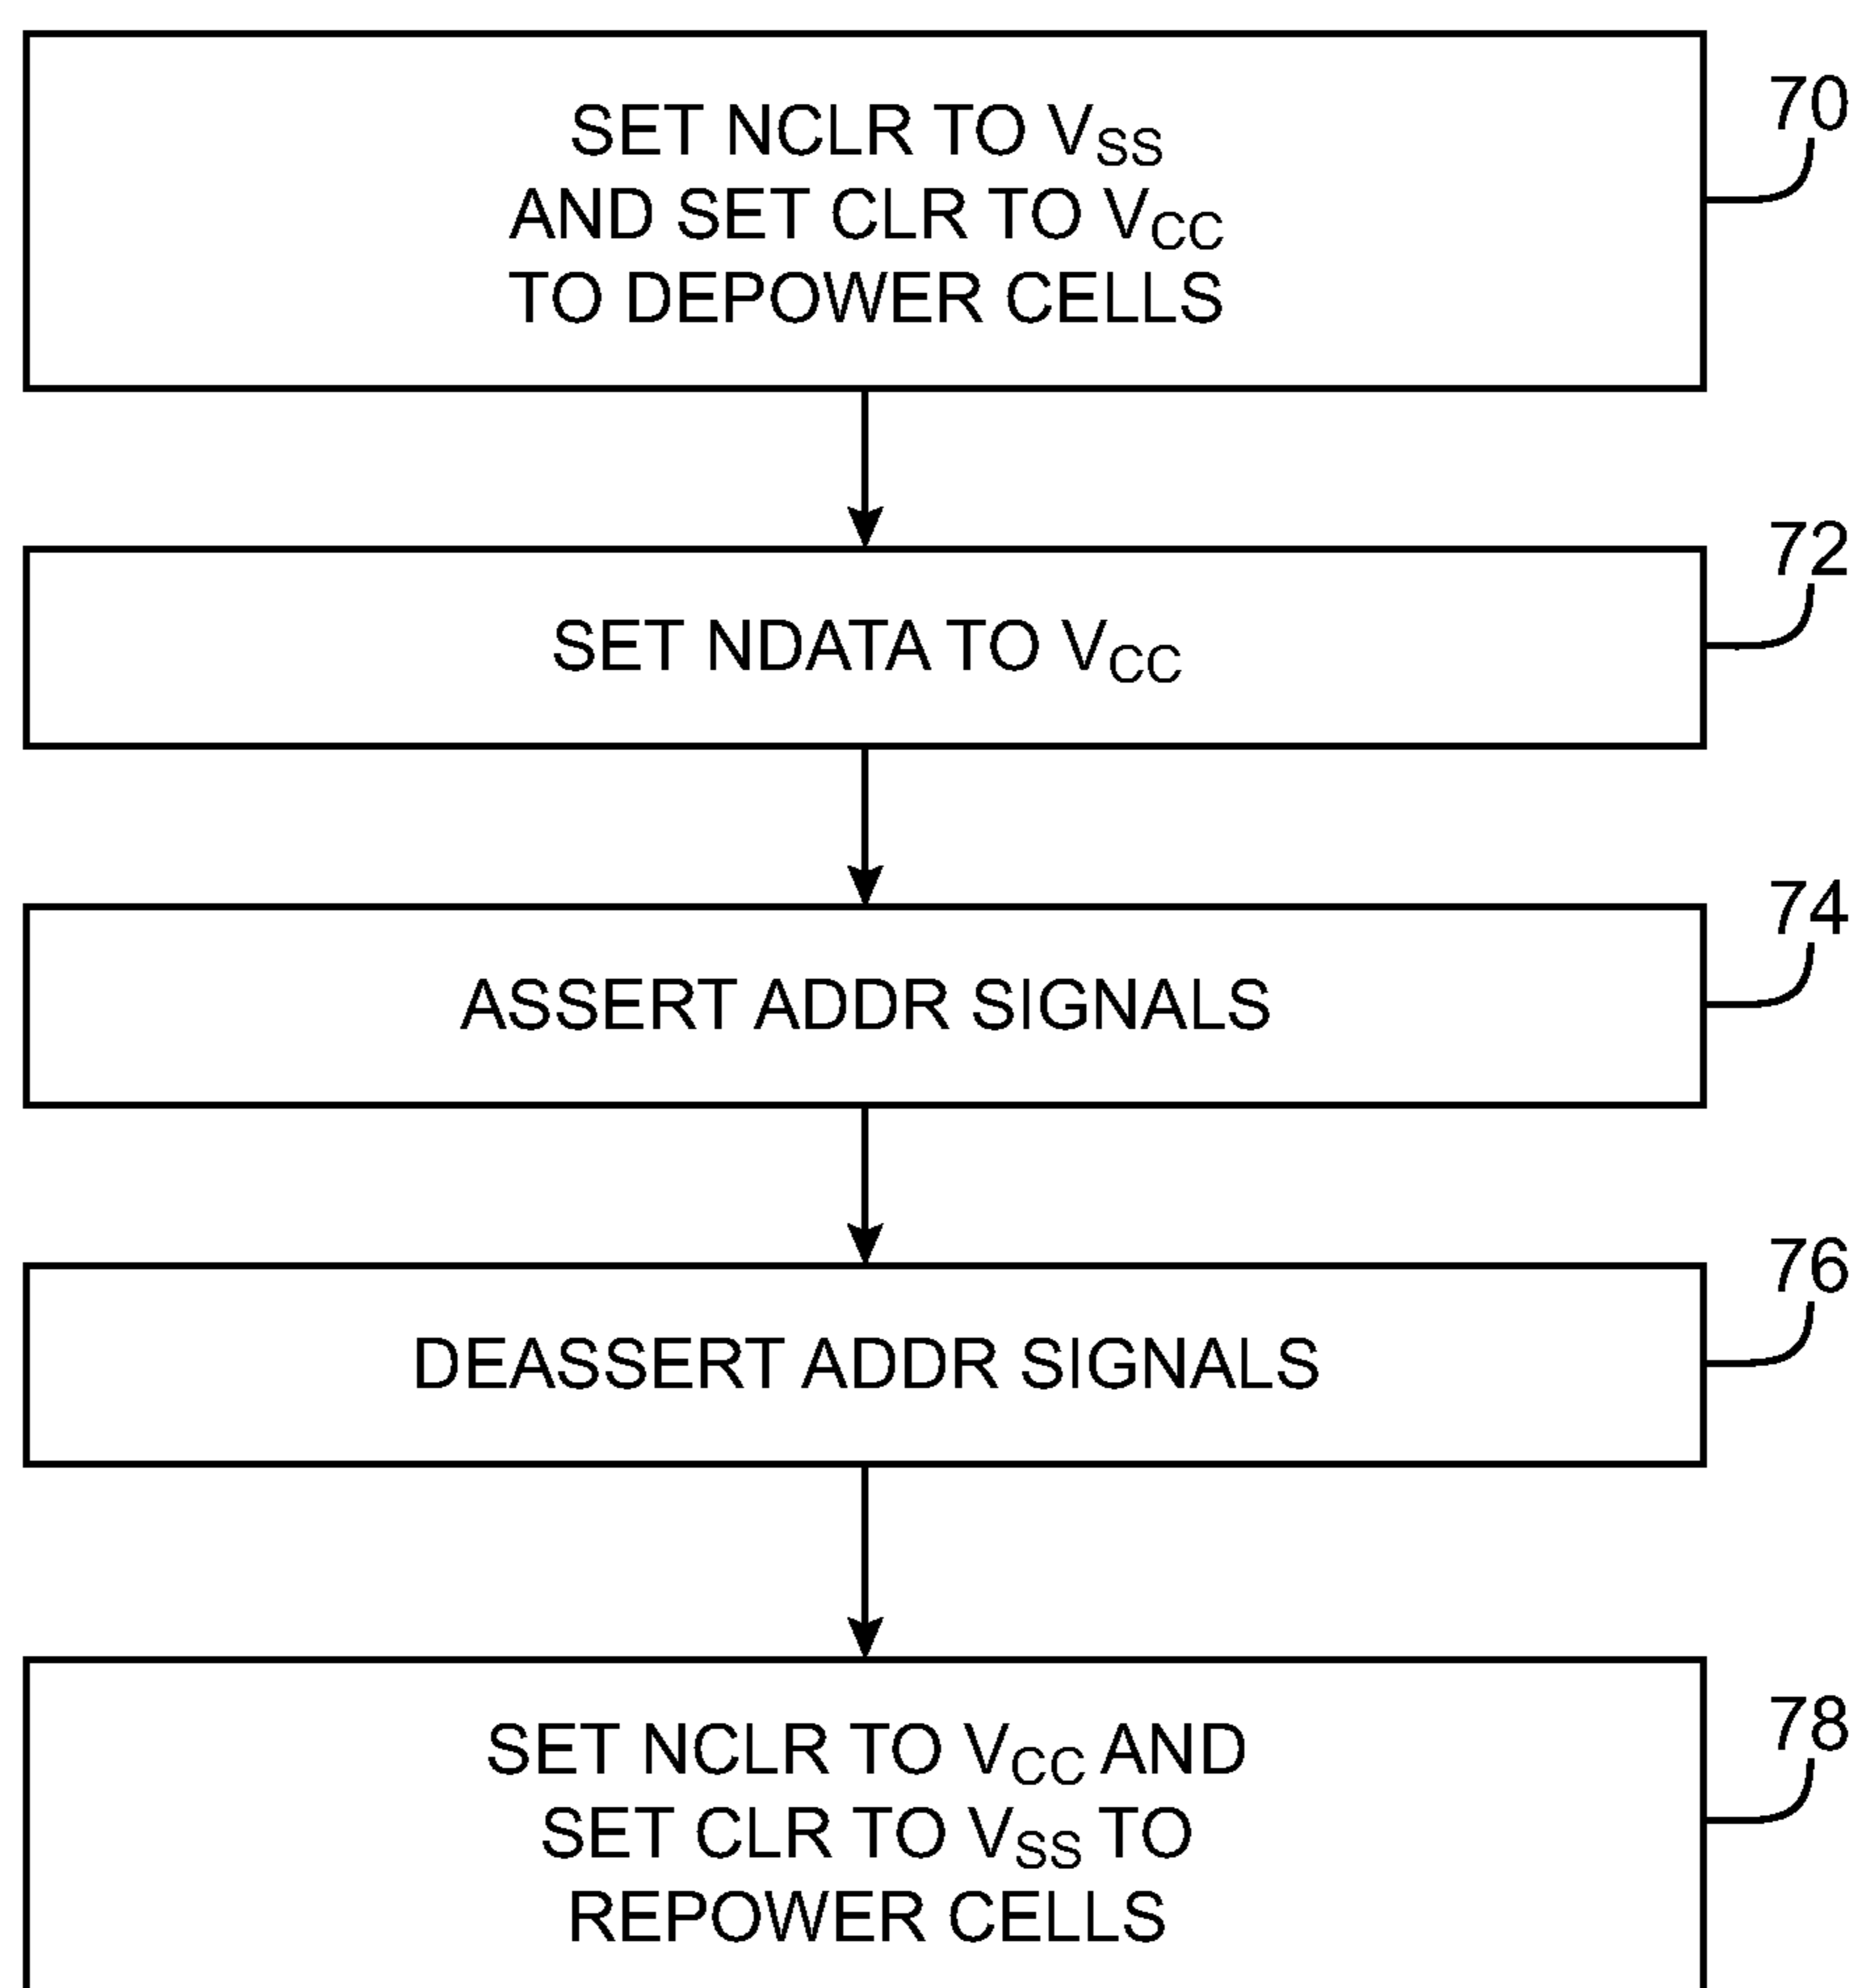 70
SET NCLR TO VSS
AND SET CLR TO VCC
TO DEPOWER CELLS
72
SET NDATA TO VCC
74
ASSERT ADDR SIGNALS
76
DEASSERT ADDR SIGNALS
78
SET NCLR TO VCC AND
SET CLR TO VSS TO
REPOWER CELLS